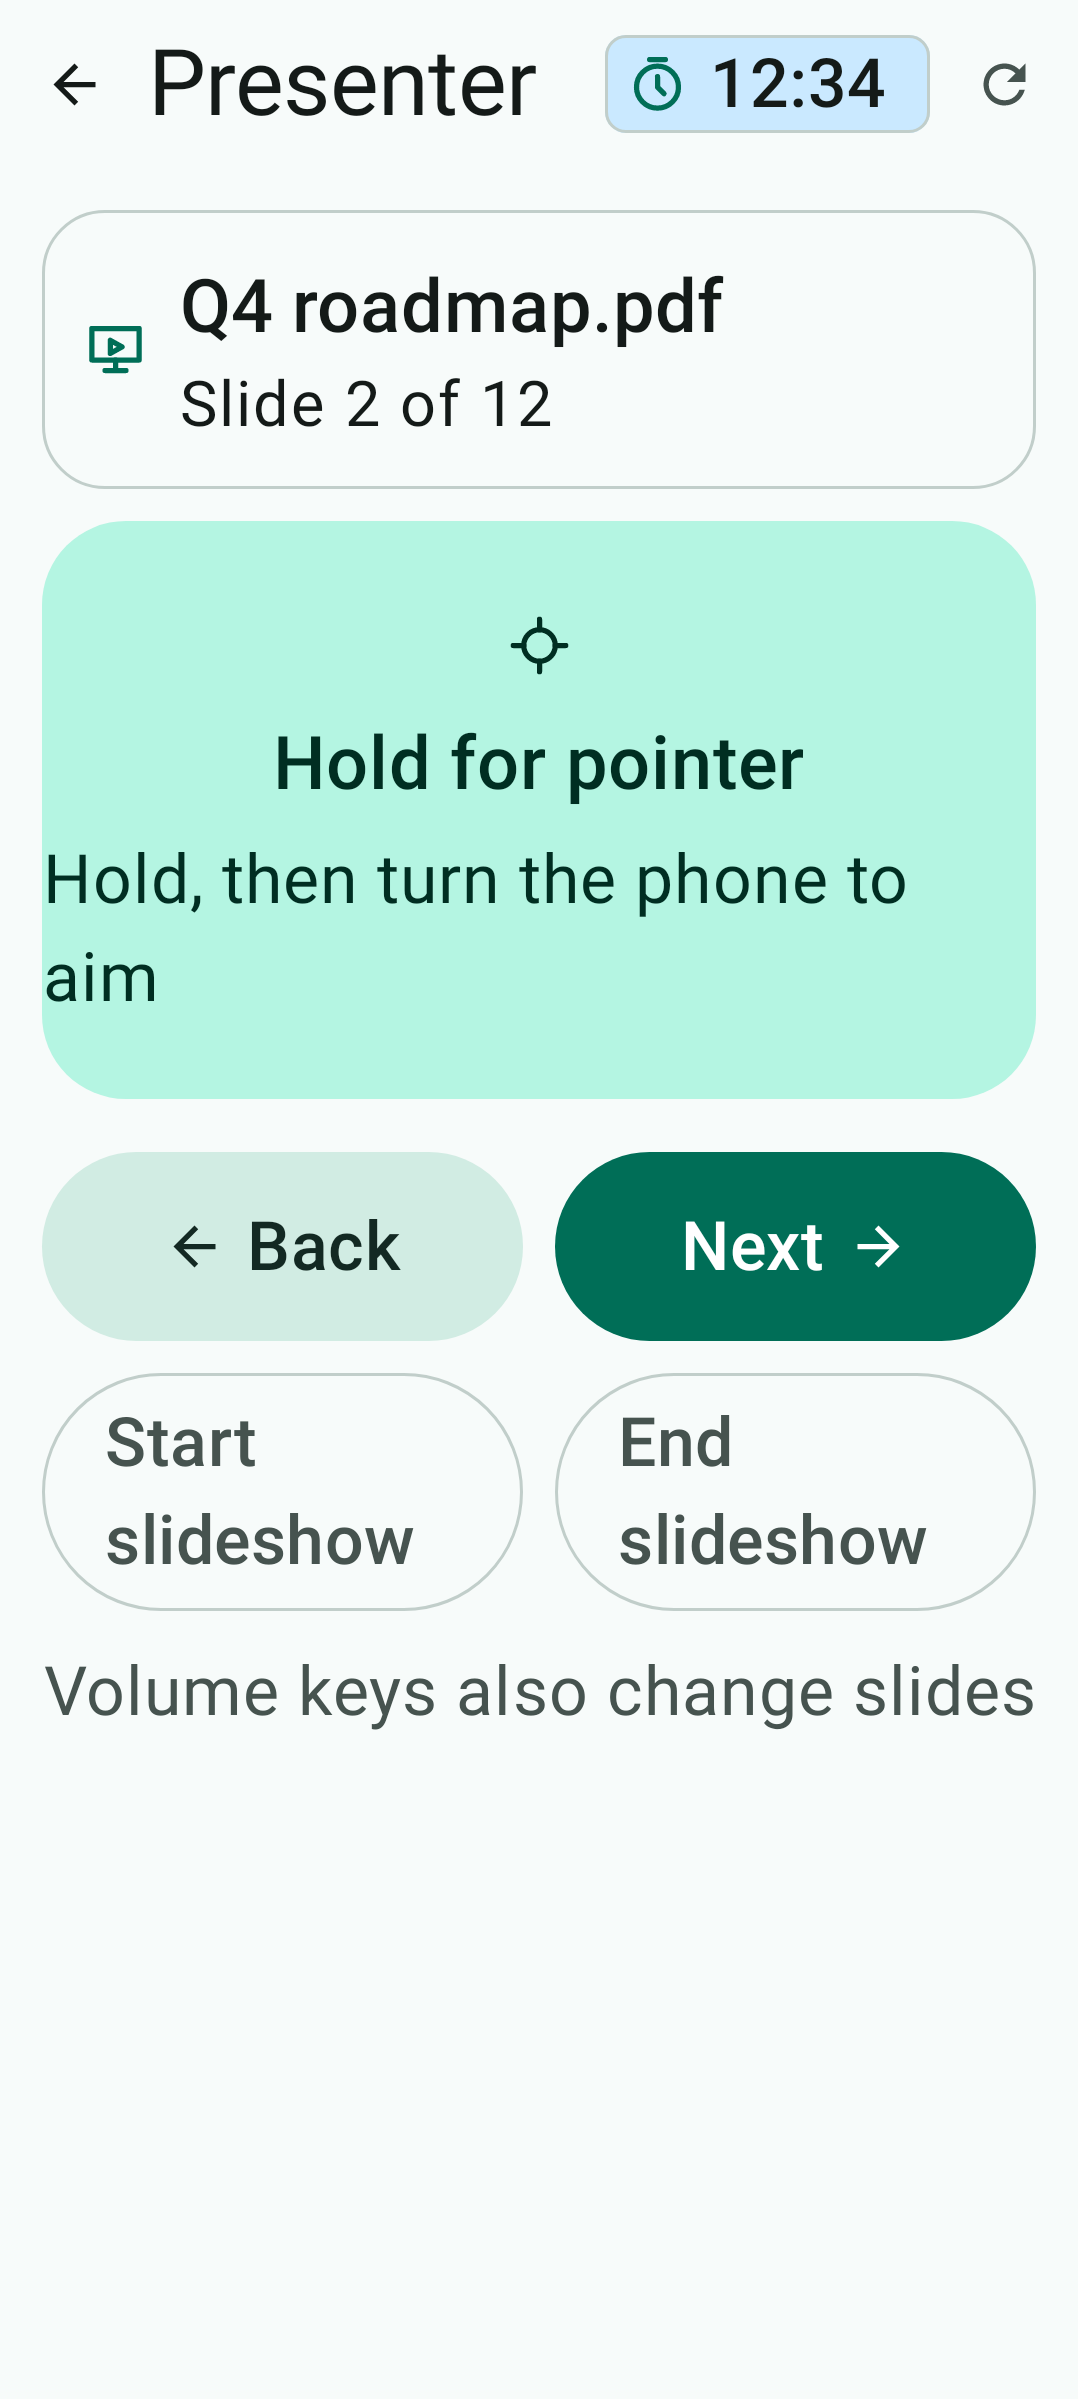 Presenter
12:34
Q4 roadmap.pdf
Slide 2 of 12
Hold for pointer
Hold, then turn the phone to
aim
Back
Next
Start
slideshow
End
slideshow
Volume keys also change slides